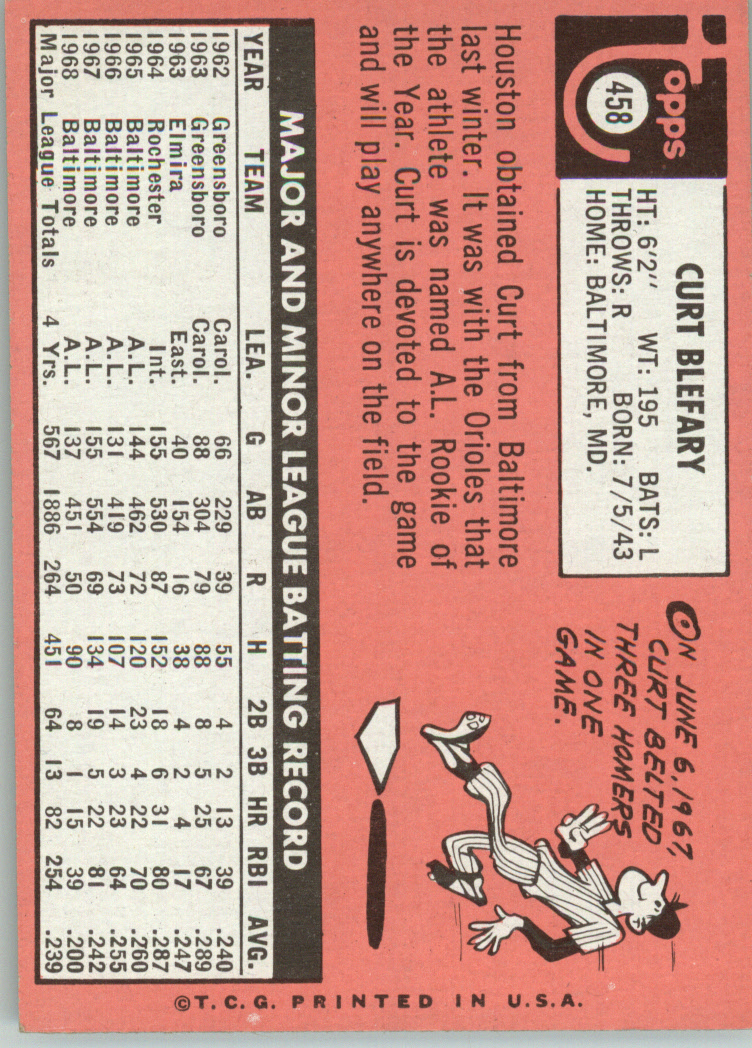 Topps
458
CURT BLEFARY
HT: 6'2" WT: 195 BATS: L
THROWS: R BORN: 7/5/43
HOME: BALTIMORE, MD.
ON JUNE 6, 1967,
CURT BELTED
THREE HOMERS
IN ONE
GAME.
Houston obtained Curt from Baltimore
last winter. It was with the Orioles that
the athlete was named A.L. Rookie of
the Year. Curt is devoted to the game
and will play anywhere on the field.
MAJOR AND MINOR LEAGUE BATTING RECORD
YEAR TEAM LEA. G AB R H 2B 3B HR RBI AVG.
1962 Greensboro Carol. 66 229 39 55 4 2 13 39 .240
1963 Greensboro Carol. 88 304 79 88 8 5 25 67 .289
1963 Elmira East. 40 154 16 38 4 2 4 17 .247
1964 Rochester Int. 155 530 87 152 18 6 31 80 .287
1965 Baltimore A.L. 144 462 72 120 23 4 22 70 .260
1966 Baltimore A.L. 131 419 73 107 14 3 23 64 .255
1967 Baltimore A.L. 155 554 69 134 19 5 22 81 .242
1968 Baltimore A.L. 137 451 50 90 8 1 15 39 .200
Major League Totals 4 Yrs. 567 1886 264 451 64 13 82 254 .239
©T.C.G. PRINTED IN U.S.A.